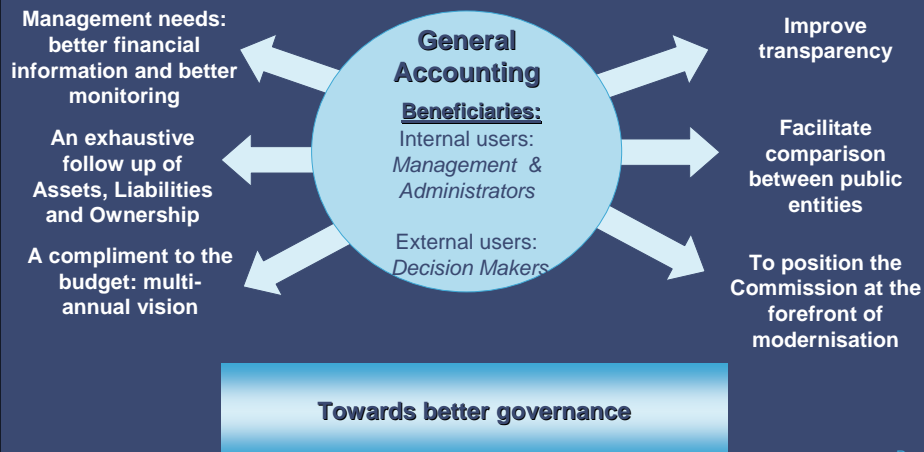 Management needs:
better financial
information and better
monitoring
An exhaustive
follow up of
Assets, Liabilities
and Ownership
A compliment to the
budget: multi-
annual vision
General
Accounting
Beneficiaries:
Internal users:
Management &
Administrators
External users:
Decision Makers
Improve
transparency
Facilitate
comparison
between public
entities
To position the
Commission at the
forefront of
modernisation
Towards better governance